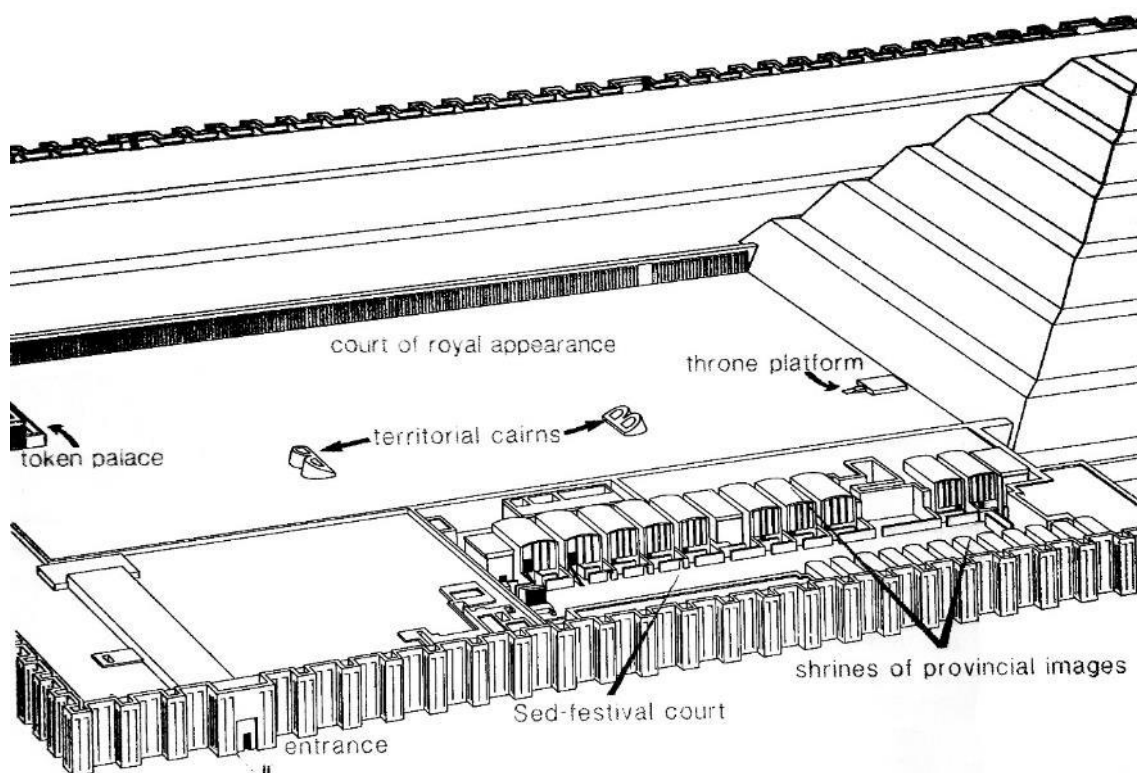 court of royal appearance
throne platform
territorial cairns
token palace
shrines of provincial images
Sed-festival court
entrance